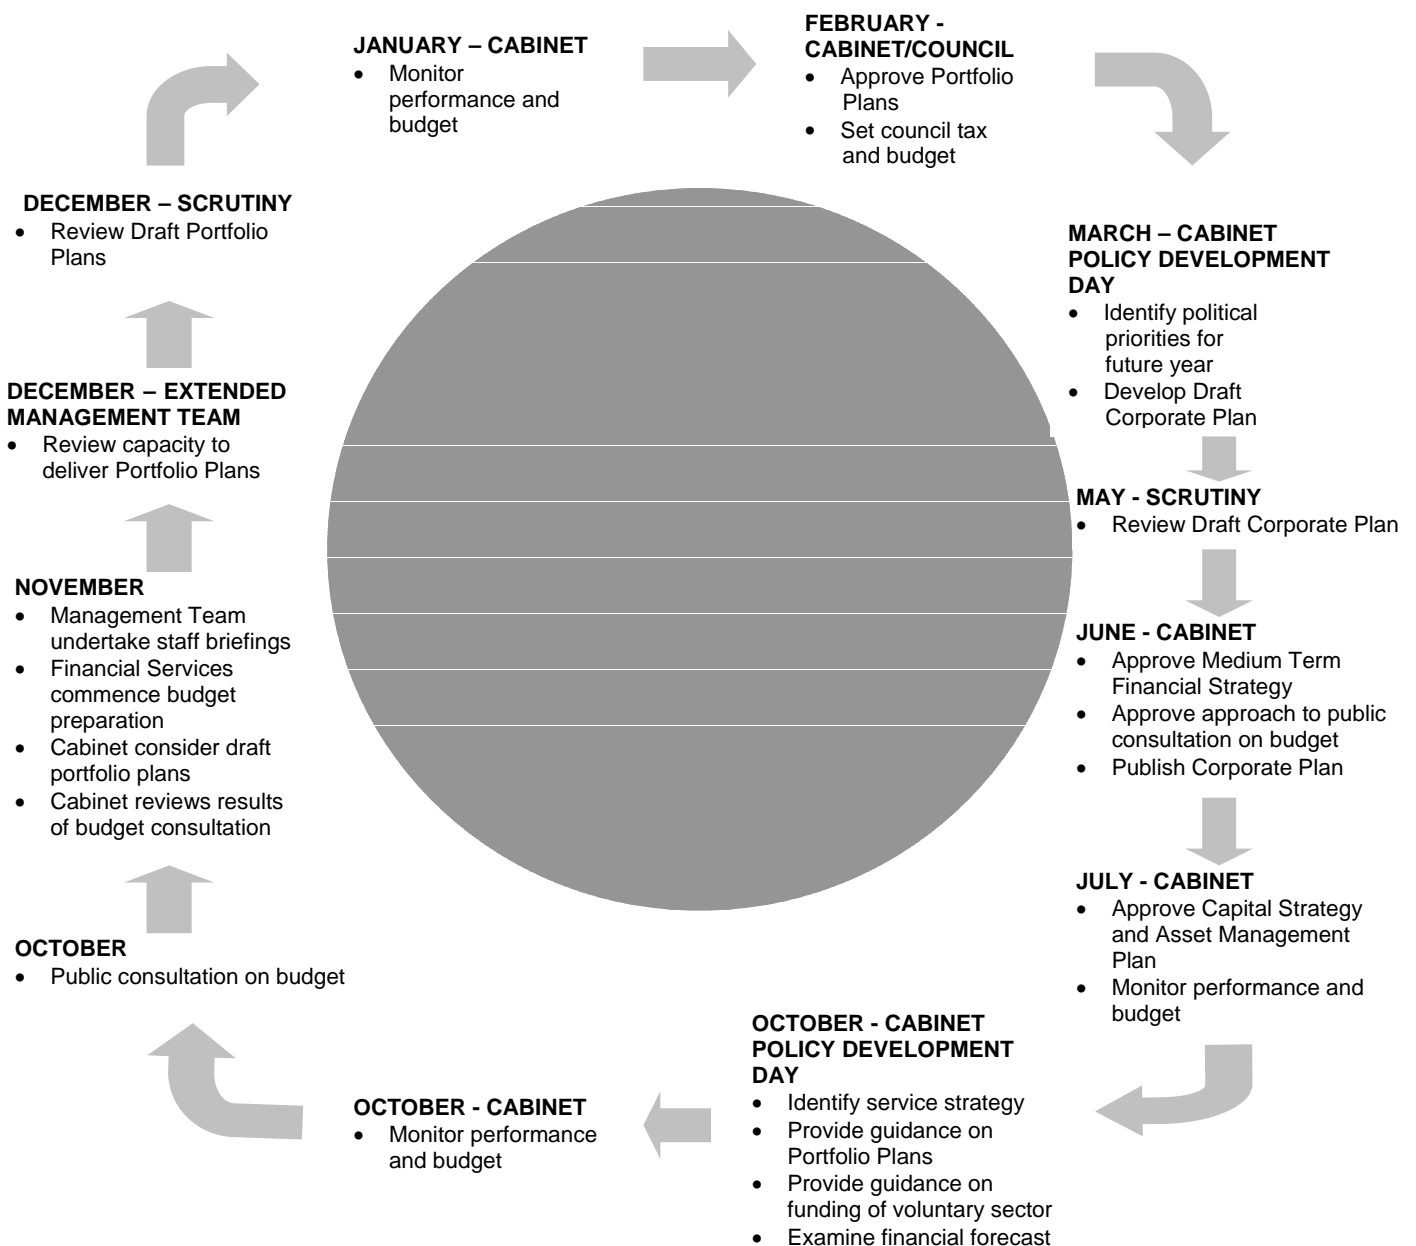 JANUARY – CABINET
• Monitor
performance and
budget
FEBRUARY -
CABINET/COUNCIL
• Approve Portfolio
Plans
• Set council tax
and budget
MARCH – CABINET
POLICY DEVELOPMENT
DAY
• Identify political
priorities for
future year
• Develop Draft
Corporate Plan
MAY - SCRUTINY
• Review Draft Corporate Plan
JUNE - CABINET
• Approve Medium Term
Financial Strategy
• Approve approach to public
consultation on budget
• Publish Corporate Plan
JULY - CABINET
• Approve Capital Strategy
and Asset Management
Plan
• Monitor performance and
budget
OCTOBER - CABINET
POLICY DEVELOPMENT
DAY
• Identify service strategy
• Provide guidance on
Portfolio Plans
• Provide guidance on
funding of voluntary sector
• Examine financial forecast
OCTOBER - CABINET
• Monitor performance
and budget
OCTOBER
• Public consultation on budget
NOVEMBER
• Management Team
undertake staff briefings
• Financial Services
commence budget
preparation
• Cabinet consider draft
portfolio plans
• Cabinet reviews results
of budget consultation
DECEMBER – EXTENDED
MANAGEMENT TEAM
• Review capacity to
deliver Portfolio Plans
DECEMBER – SCRUTINY
• Review Draft Portfolio
Plans